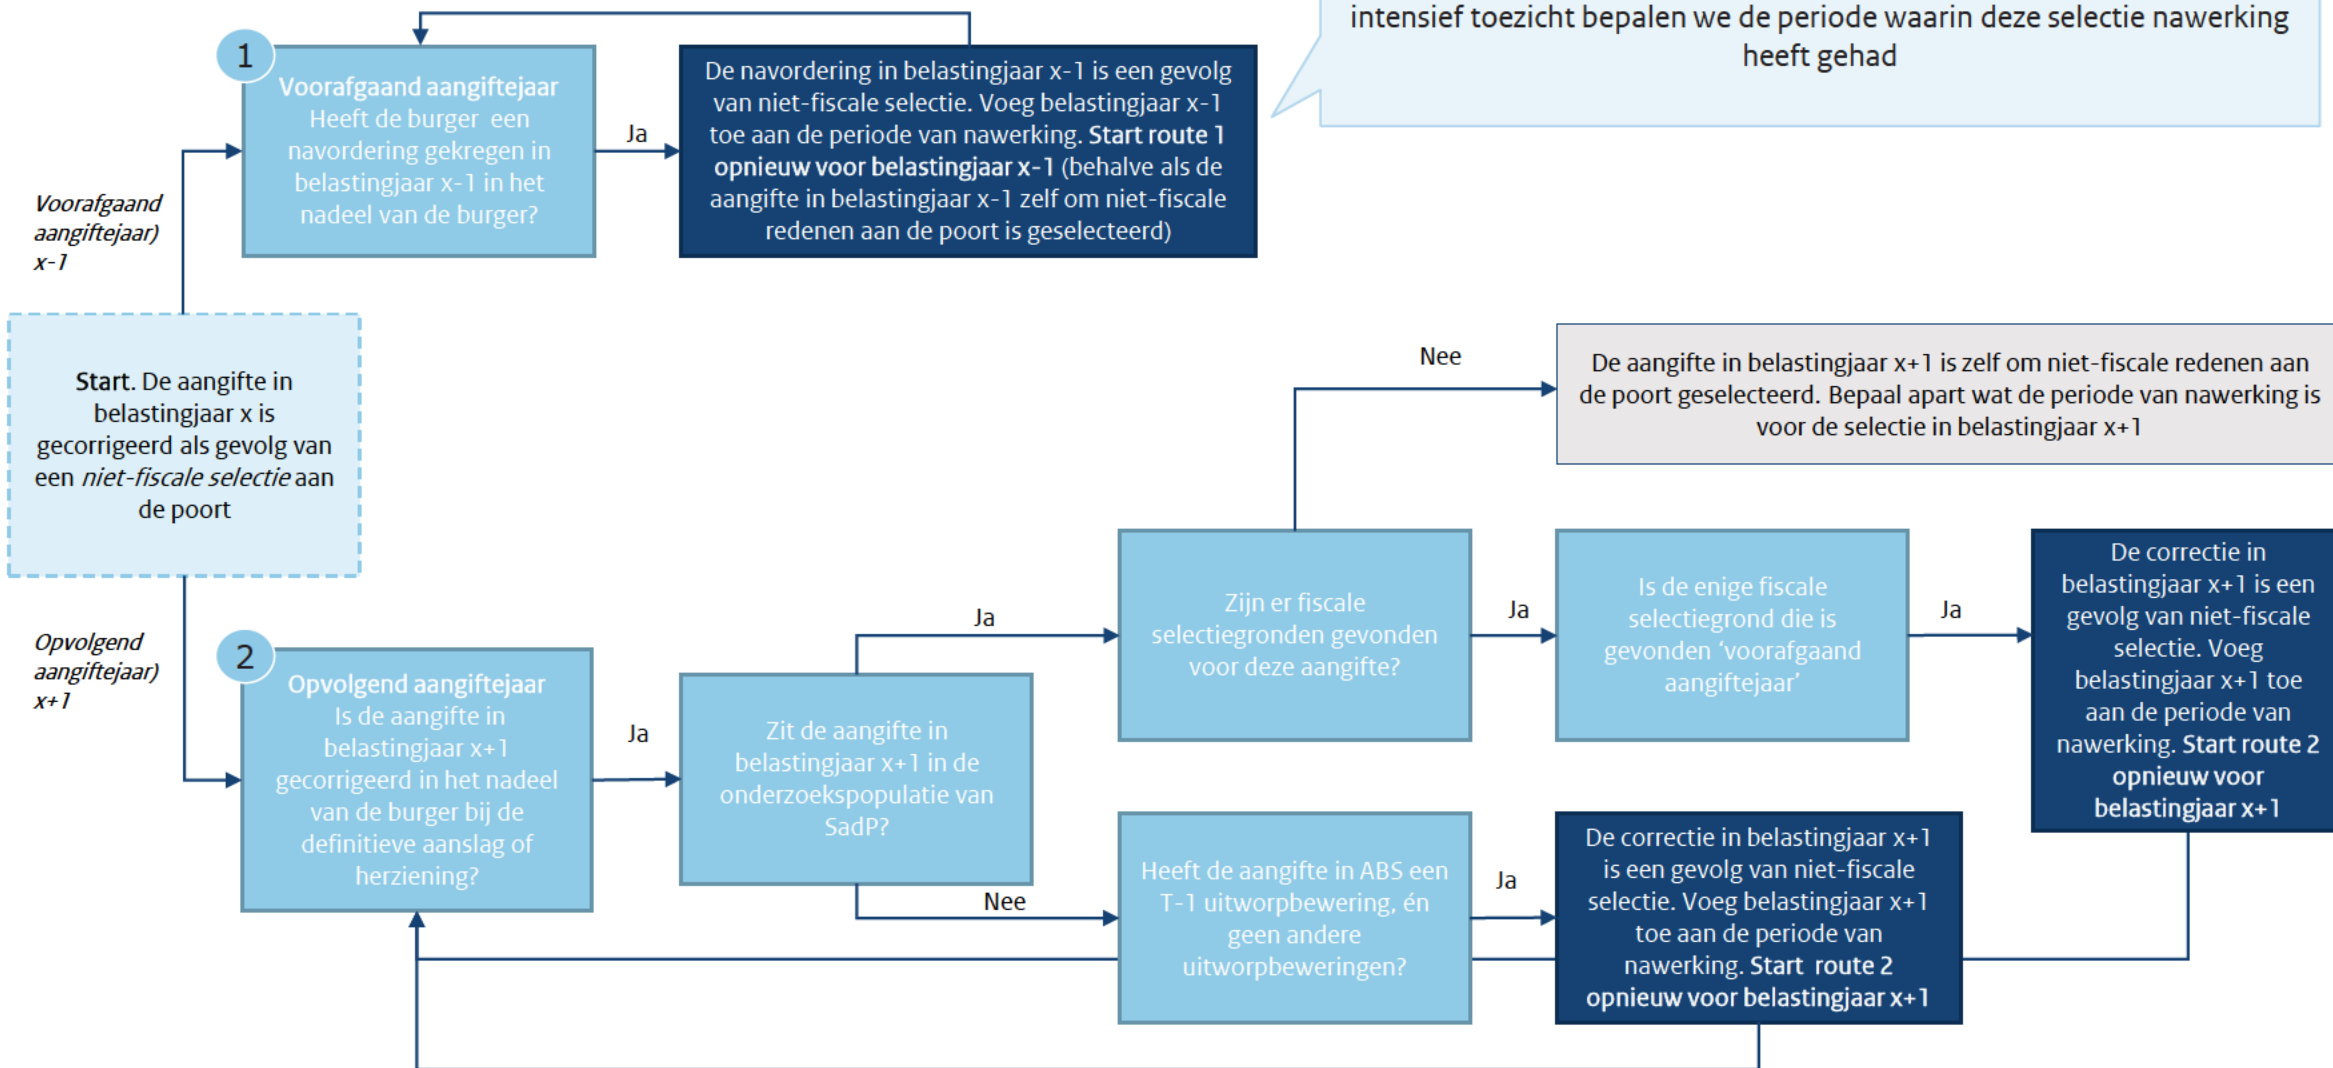 intensief toezicht bepalen we de periode waarin deze selectie nawerking
heeft gehad
1
Voorafgaand aangiftejaar
Heeft de burger een
navordering gekregen in
belastingjaar x-1 in het
nadeel van de burger?
Ja
De navordering in belastingjaar x-1 is een gevolg
van niet-fiscale selectie. Voeg belastingjaar x-1
toe aan de periode van nawerking. Start route 1
opnieuw voor belastingjaar x-1 (behalve als de
aangifte in belastingjaar x-1 zelf om niet-fiscale
redenen aan de poort is geselecteerd)
Voorafgaand
aangiftejaar)
x-1
Start. De aangifte in
belastingjaar x is
gecorrigeerd als gevolg van
een niet-fiscale selectie aan
de poort
Nee
De aangifte in belastingjaar x+1 is zelf om niet-fiscale redenen aan
de poort geselecteerd. Bepaal apart wat de periode van nawerking is
voor de selectie in belastingjaar x+1
Opvolgend
aangiftejaar)
x+1
2
Opvolgend aangiftejaar
Is de aangifte in
belastingjaar x+1
gecorrigeerd in het nadeel
van de burger bij de
definitieve aanslag of
herziening?
Ja
Zit de aangifte in
belastingjaar x+1 in de
onderzoekspopulatie van
SadP?
Ja
Zijn er fiscale
selectiegronden gevonden
voor deze aangifte?
Ja
Is de enige fiscale
selectiegrond die is
gevonden ‘voorafgaand
aangiftejaar’
Ja
De correctie in
belastingjaar x+1 is een
gevolg van niet-fiscale
selectie. Voeg
belastingjaar x+1 toe
aan de periode van
nawerking. Start route 2
opnieuw voor
belastingjaar x+1
Nee
Heeft de aangifte in ABS een
T-1 uitworpbewering, én
geen andere
uitworpbeweringen?
Ja
De correctie in belastingjaar x+1
is een gevolg van niet-fiscale
selectie. Voeg belastingjaar x+1
toe aan de periode van
nawerking. Start route 2
opnieuw voor belastingjaar x+1